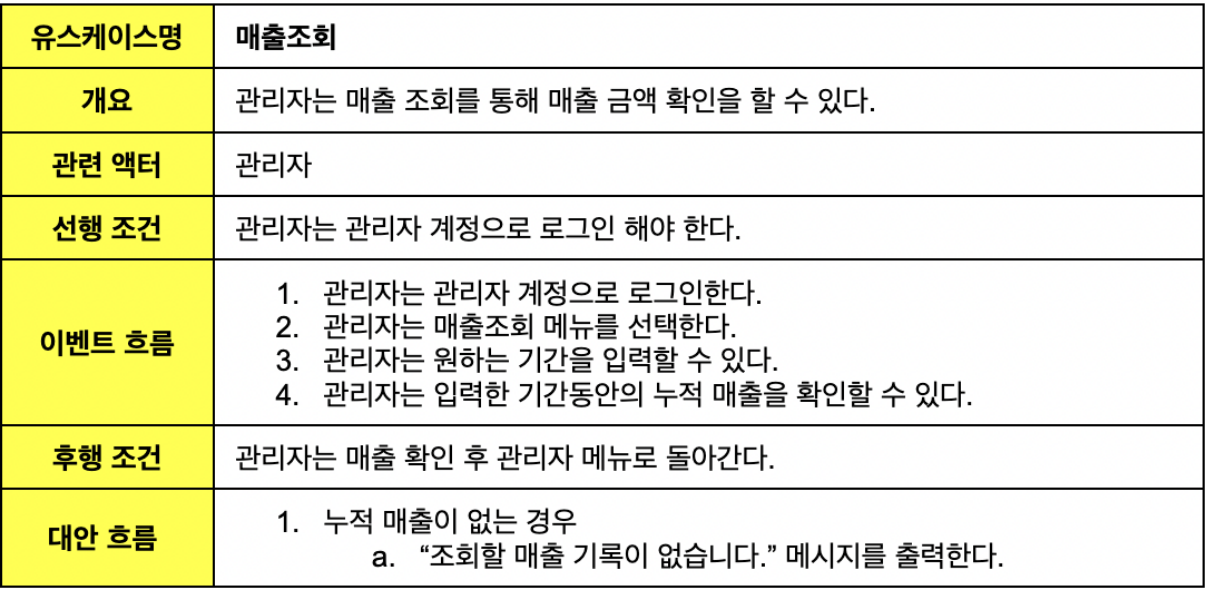 유스케이스명 매출조회
개요 관리자는 매출 조회를 통해 매출 금액 확인을 할 수 있다.
관련 액터 관리자
선행 조건 관리자는 관리자 계정으로 로그인 해야 한다.
이벤트 흐름
1. 관리자는 관리자 계정으로 로그인한다.
2. 관리자는 매출조회 메뉴를 선택한다.
3. 관리자는 원하는 기간을 입력할 수 있다.
4. 관리자는 입력한 기간동안의 누적 매출을 확인할 수 있다.
후행 조건 관리자는 매출 확인 후 관리자 메뉴로 돌아간다.
대안 흐름
1. 누적 매출이 없는 경우
a. “조회할 매출 기록이 없습니다.” 메시지를 출력한다.